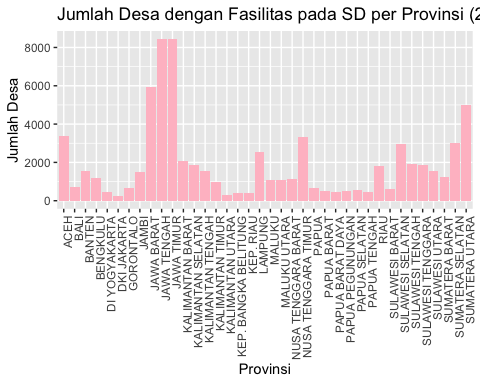 Jumlah Desa dengan Fasilitas pada SD per Provinsi (2
8000
6000
4000
2000
0
Jumlah Desa
ACEH
BALI
BANTEN
BENGKULU
DI YOGYAKARTA
DKI JAKARTA
GORONTALO
JAMBI
JAWA BARAT
JAWA TENGAH
JAWA TIMUR
KALIMANTAN BARAT
KALIMANTAN SELATAN
KALIMANTAN TENGAH
KALIMANTAN TIMUR
KALIMANTAN UTARA
KEP. BANGKA BELITUNG
KEP. RIAU
LAMPUNG
MALUKU
MALUKU UTARA
NUSA TENGGARA BARAT
NUSA TENGGARA TIMUR
PAPUA
PAPUA BARAT
PAPUA BARAT DAYA
PAPUA PEGUNUNGAN
PAPUA SELATAN
PAPUA TENGAH
RIAU
SULAWESI BARAT
SULAWESI SELATAN
SULAWESI TENGAH
SULAWESI TENGGARA
SULAWESI UTARA
SUMATERA BARAT
SUMATERA SELATAN
SUMATERA UTARA
Provinsi